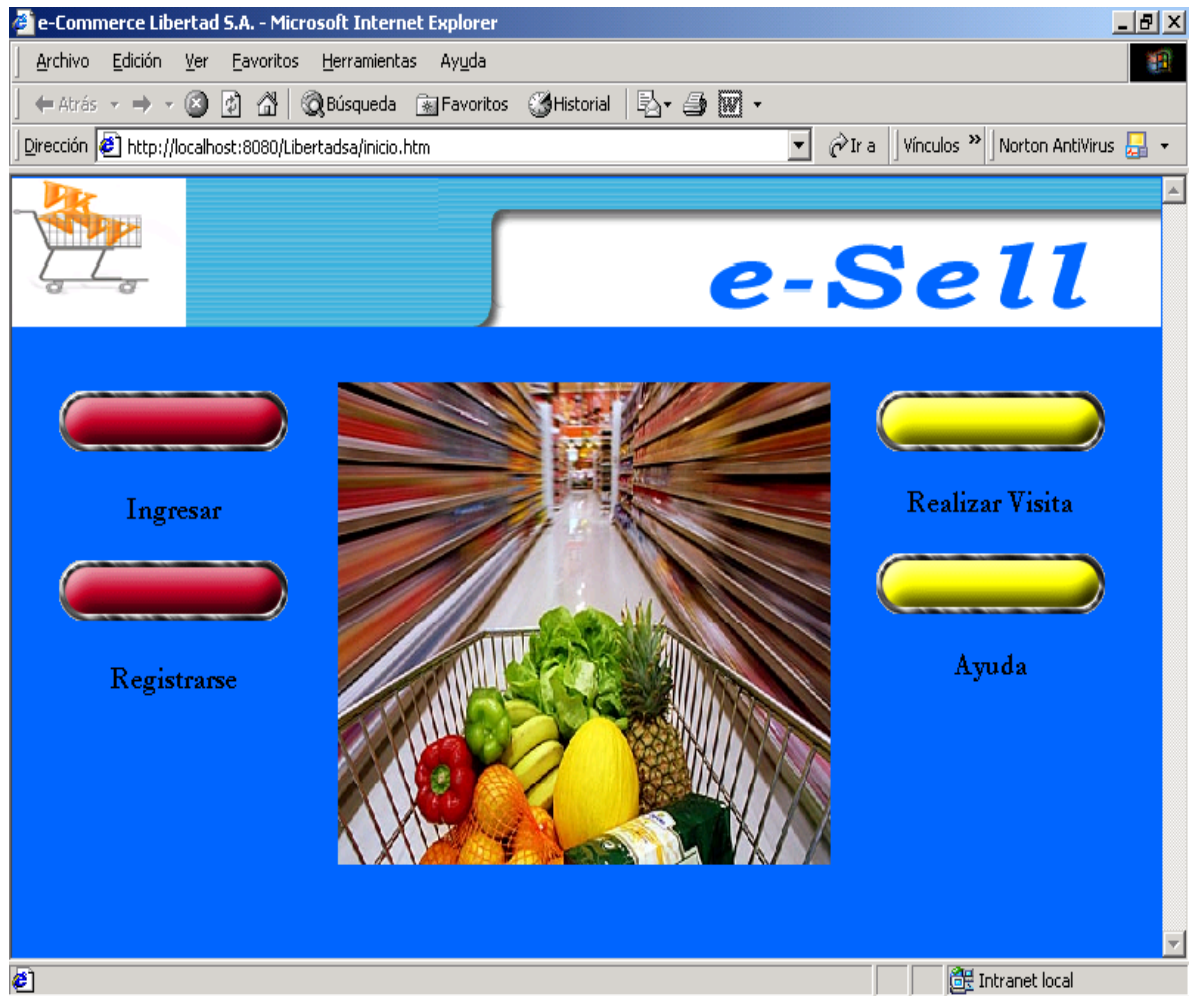 e-Commerce Libertad S.A. - Microsoft Internet Explorer
Archivo Edición Ver Favoritos Herramientas Ayuda
Atrás Búsqueda Favoritos Historial
Dirección http://localhost:8080/Libertadsa/inicio.htm Ir a Vínculos » Norton AntiVirus
e-Sell
Ingresar
Realizar Visita
Registrarse
Ayuda
Intranet local